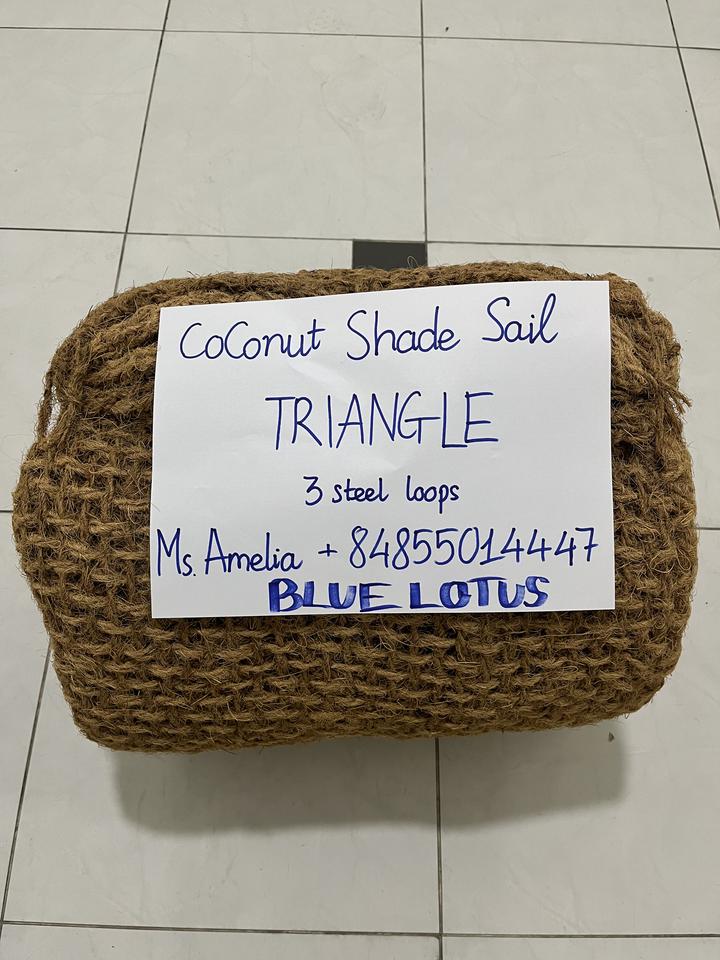 CoConut Shade Sail
TRIANGLE
3 steel loops
Ms. Amelia + 84855014447
BLUE LOTUS